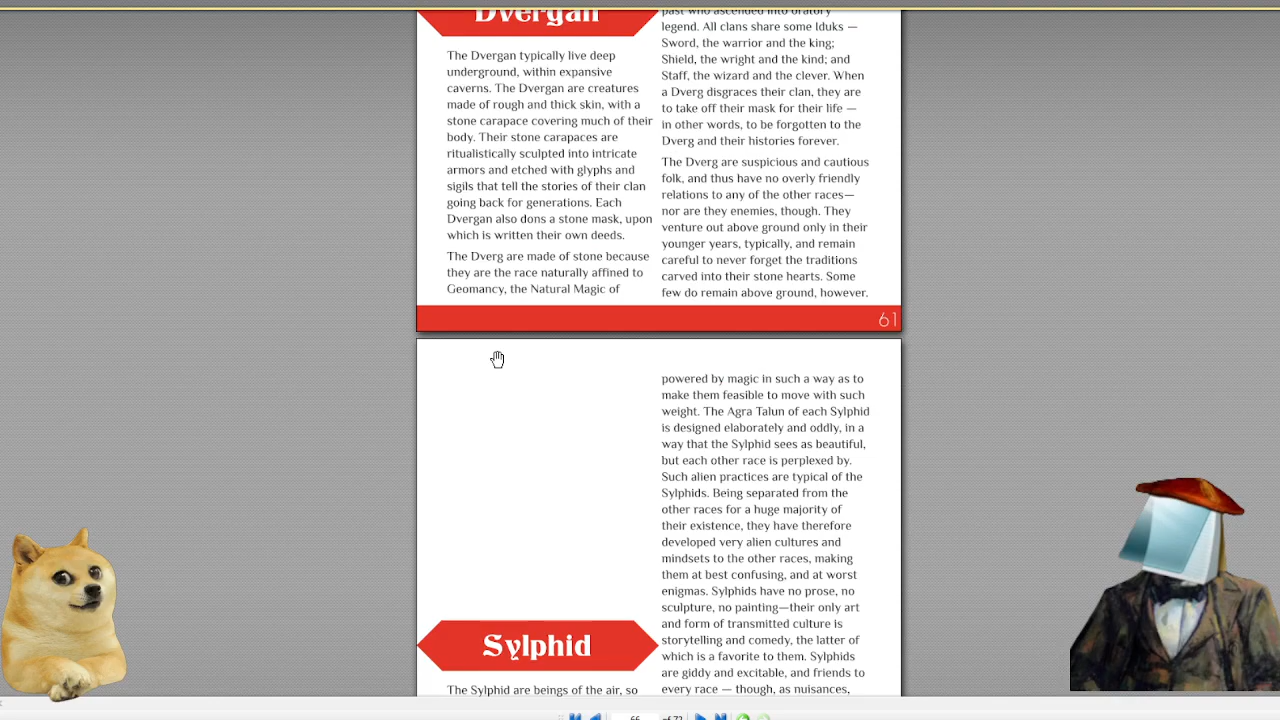 Dvergan
The Dvergan typically live deep
underground, within expansive
caverns. The Dvergan are creatures
made of rough and thick skin, with a
stone carapace covering much of their
body. Their stone carapaces are
ritualistically sculpted into intricate
armors and etched with glyphs and
sigils that tell the stories of their clan
going back for generations. Each
Dvergan also dons a stone mask, upon
which is written their own deeds.
The Dverg are made of stone because
they are the race naturally affined to
Geomancy, the Natural Magic of
past who ascended into oratory
legend. All clans share some Iduks —
Sword, the warrior and the king;
Shield, the wright and the kind; and
Staff, the wizard and the clever. When
a Dverg disgraces their clan, they are
to take off their mask for their life —
in other words, to be forgotten to the
Dverg and their histories forever.
The Dverg are suspicious and cautious
folk, and thus have no overly friendly
relations to any of the other races—
nor are they enemies, though. They
venture out above ground only in their
younger years, typically, and remain
careful to never forget the traditions
carved into their stone hearts. Some
few do remain above ground, however.
61
Sylphid
The Sylphid are beings of the air, so
powered by magic in such a way as to
make them feasible to move with such
weight. The Agra Talun of each Sylphid
is designed elaborately and oddly, in a
way that the Sylphid sees as beautiful,
but each other race is perplexed by.
Such alien practices are typical of the
Sylphids. Being separated from the
other races for a huge majority of
their existence, they have therefore
developed very alien cultures and
mindsets to the other races, making
them at best confusing, and at worst
enigmas. Sylphids have no prose, no
sculpture, no painting—their only art
and form of transmitted culture is
storytelling and comedy, the latter of
which is a favorite to them. Sylphids
are giddy and excitable, and friends to
every race — though, as nuisances,
66 of 72